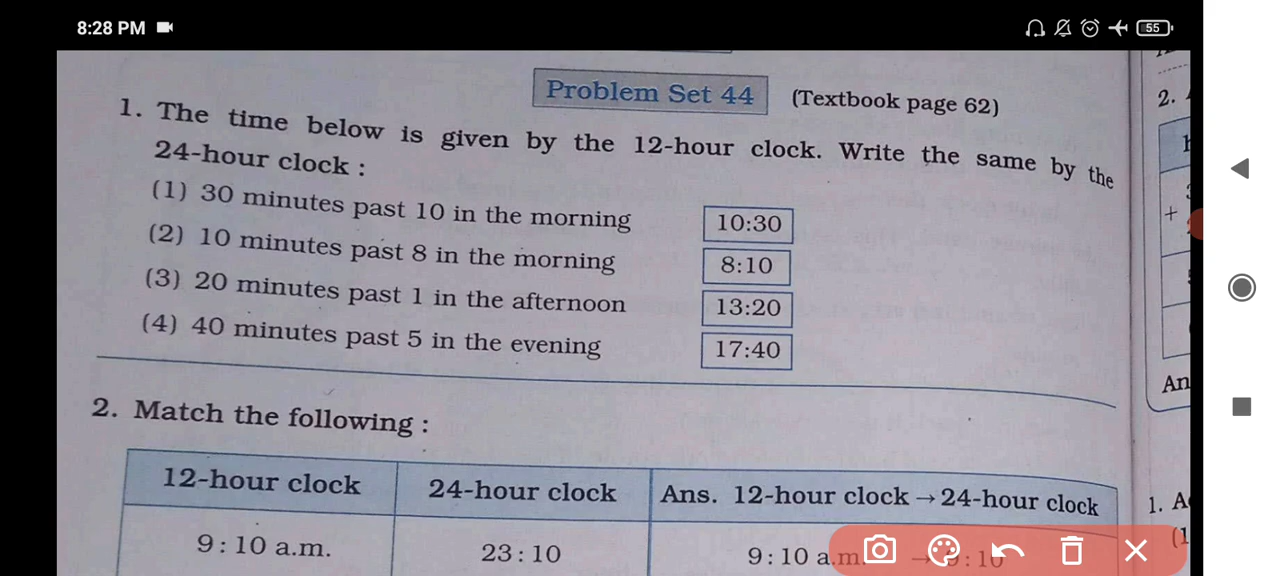 8:28 PM
55
Problem Set 44 (Textbook page 62)
1. The time below is given by the 12-hour clock. Write the same by the
24-hour clock :
(1) 30 minutes past 10 in the morning 10:30
(2) 10 minutes past 8 in the morning 8:10
(3) 20 minutes past 1 in the afternoon 13:20
(4) 40 minutes past 5 in the evening 17:40
2. Match the following :
12-hour clock 24-hour clock Ans. 12-hour clock → 24-hour clock
9 : 10 a.m. 23 : 10 9 : 10 a.m. → 9 : 10
2.
+
An
1. A
(1